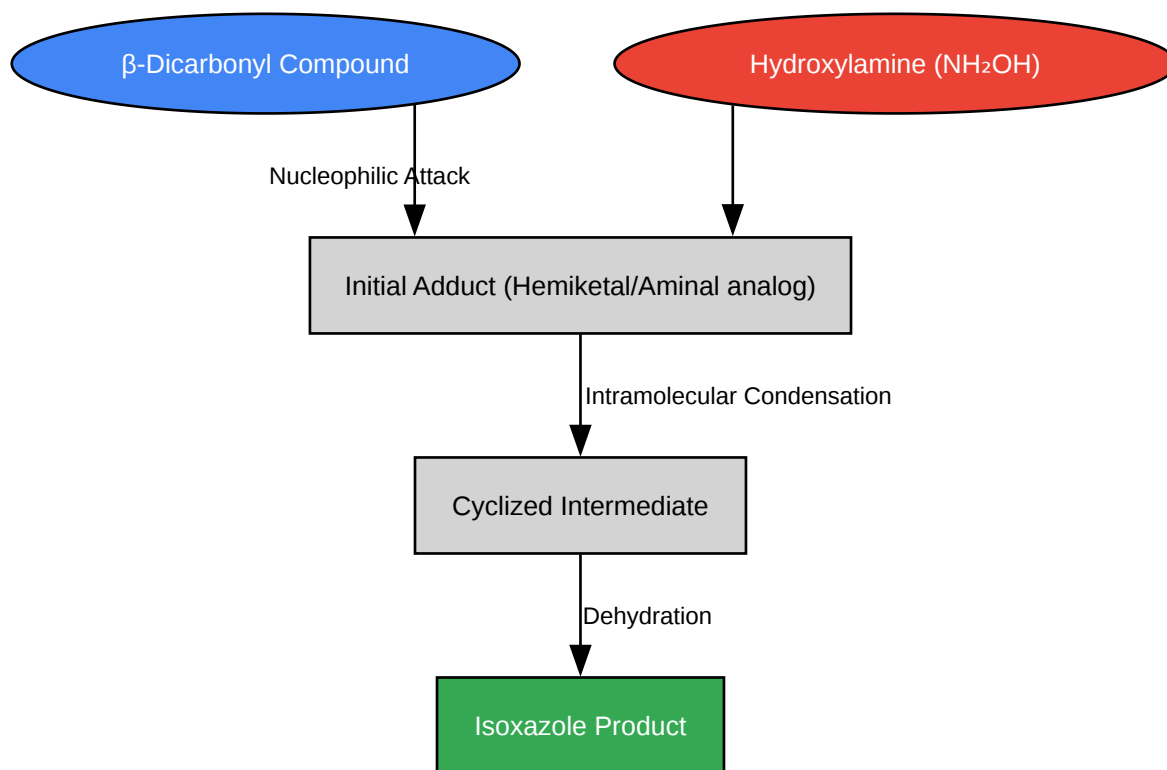 β-Dicarbonyl Compound
Hydroxylamine (NH₂OH)
Nucleophilic Attack
Initial Adduct (Hemiketal/Aminal analog)
Intramolecular Condensation
Cyclized Intermediate
Dehydration
Isoxazole Product